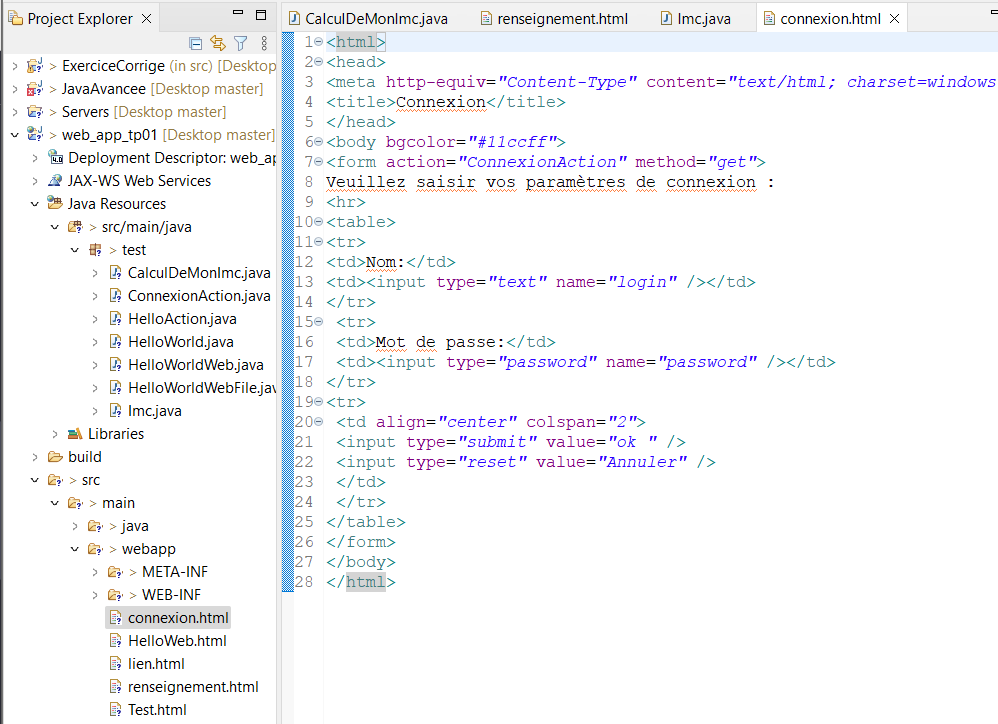 Project Explorer
> ExerciceCorrige (in src) [Desktop
> JavaAvancee [Desktop master]
> Servers [Desktop master]
> web_app_tp01 [Desktop master]
Deployment Descriptor: web_ap
JAX-WS Web Services
Java Resources
> src/main/java
> test
CalculDeMonImc.java
ConnexionAction.java
HelloAction.java
HelloWorld.java
HelloWorldWeb.java
HelloWorldWebFile.jav
Imc.java
Libraries
build
> src
> main
> java
> webapp
> META-INF
> WEB-INF
connexion.html
HelloWeb.html
lien.html
renseignement.html
Test.html
CalculDeMonImc.java renseignement.html Imc.java connexion.html
1 <html>
2 <head>
3 <meta http-equiv="Content-Type" content="text/html; charset=windows
4 <title>Connexion</title>
5 </head>
6 <body bgcolor="#11ccff">
7 <form action="ConnexionAction" method="get">
8 Veuillez saisir vos paramètres de connexion :
9 <hr>
10 <table>
11 <tr>
12 <td>Nom:</td>
13 <td><input type="text" name="login" /></td>
14 </tr>
15 <tr>
16 <td>Mot de passe:</td>
17 <td><input type="password" name="password" /></td>
18 </tr>
19 <tr>
20 <td align="center" colspan="2">
21 <input type="submit" value="ok " />
22 <input type="reset" value="Annuler" />
23 </td>
24 </tr>
25 </table>
26 </form>
27 </body>
28 </html>